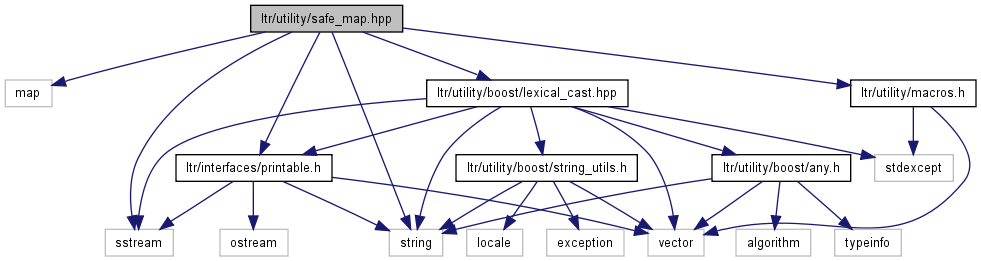 ltr/utility/safe_map.hpp
map
ltr/utility/boost/lexical_cast.hpp
ltr/utility/macros.h
ltr/interfaces/printable.h
ltr/utility/boost/string_utils.h
ltr/utility/boost/any.h
stdexcept
sstream
ostream
string
locale
exception
vector
algorithm
typeinfo